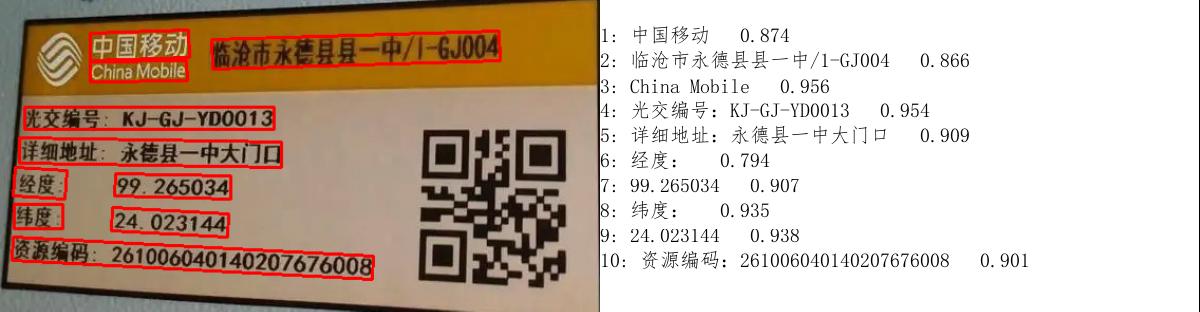 中国移动
China Mobile
临沧市永德县县一中/1-GJ004
光交编号: KJ-GJ-YD0013
详细地址: 永德县一中大门口
经度: 99.265034
纬度: 24.023144
资源编码: 261006040140207676008
1: 中国移动 0.874
2: 临沧市永德县县一中/1-GJ004 0.866
3: China Mobile 0.956
4: 光交编号: KJ-GJ-YD0013 0.954
5: 详细地址: 永德县一中大门口 0.909
6: 经度: 0.794
7: 99.265034 0.907
8: 纬度: 0.935
9: 24.023144 0.938
10: 资源编码: 261006040140207676008 0.901